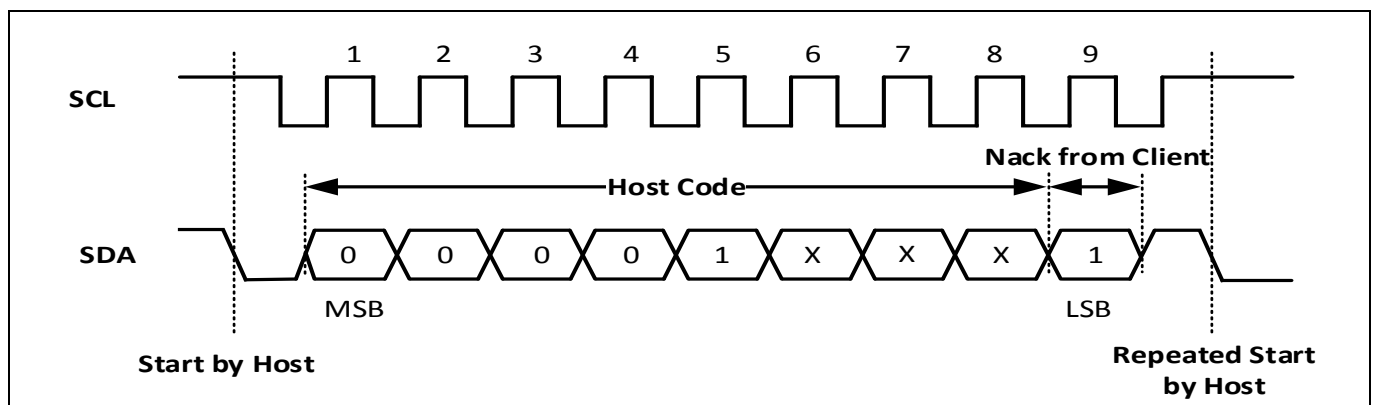 1 2 3 4 5 6 7 8 9
SCL
Nack from Client
Host Code
SDA
0 0 0 0 1 X X X 1
MSB
LSB
Start by Host
Repeated Start
by Host